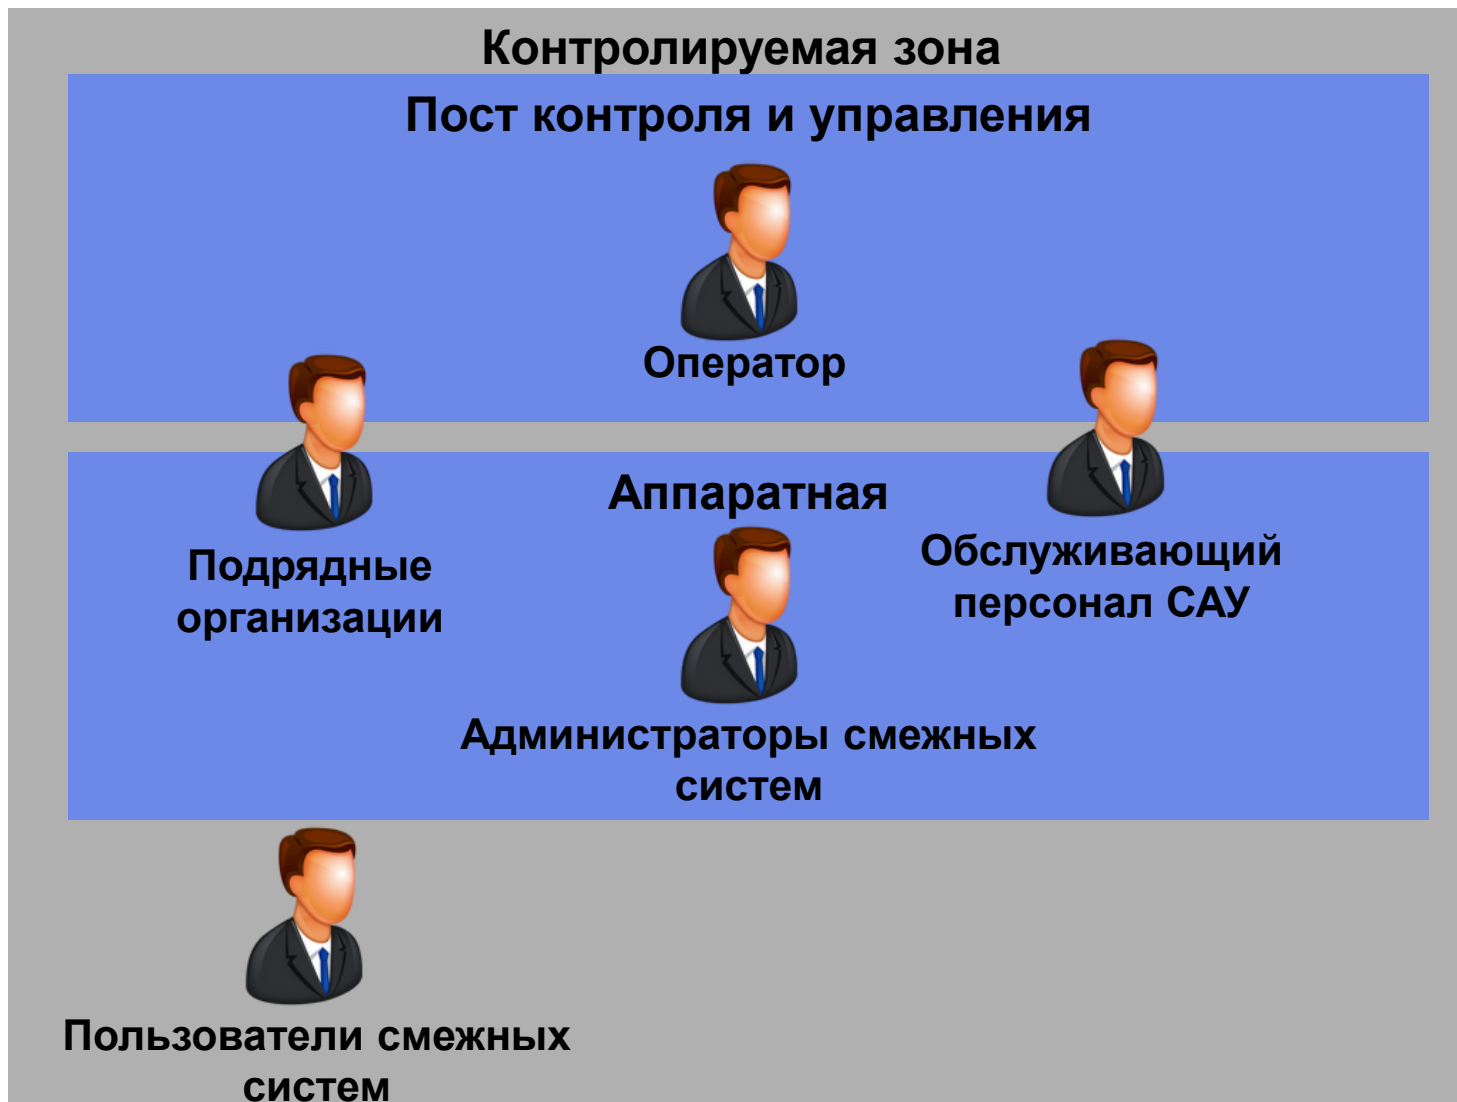 Контролируемая зона
Пост контроля и управления
Оператор
Аппаратная
Подрядные
организации
Обслуживающий
персонал САУ
Администраторы смежных
систем
Пользователи смежных
систем